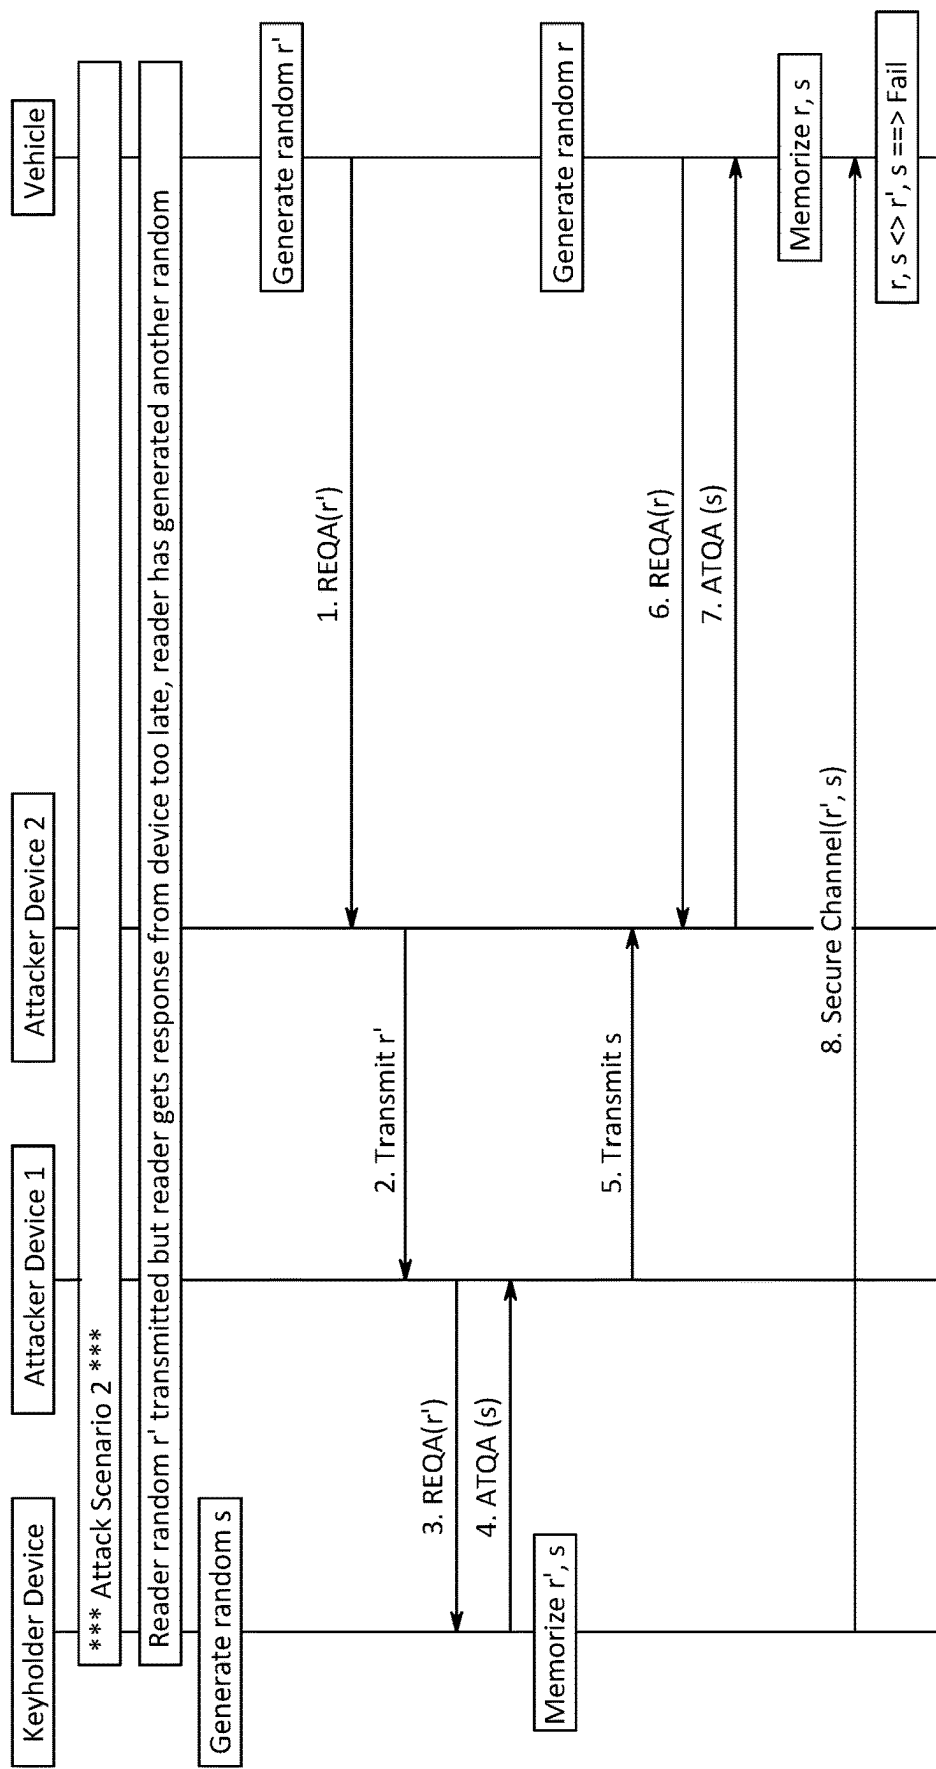 Keyholder Device
Attacker Device 1
Attacker Device 2
Vehicle
*** Attack Scenario 2 ***
Reader random r' transmitted but reader gets response from device too late, reader has generated another random
Generate random s
Generate random r'
1. REQA(r')
2. Transmit r'
3. REQA(r')
4. ATQA (s)
Memorize r', s
Generate random r
5. Transmit s
6. REQA(r)
7. ATQA (s)
Memorize r, s
8. Secure Channel(r', s)
r, s <> r', s ==> Fail